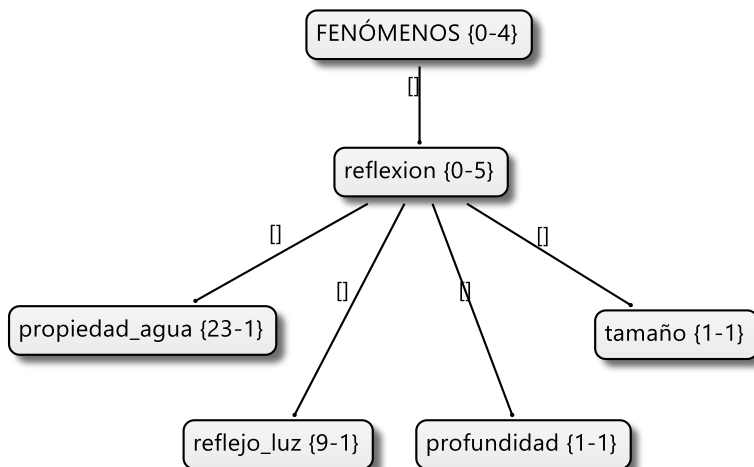 FENÓMENOS {0-4}
[]
reflexion {0-5}
[]
[]
[]
[]
propiedad_agua {23-1}
tamaño {1-1}
reflejo_luz {9-1}
profundidad {1-1}